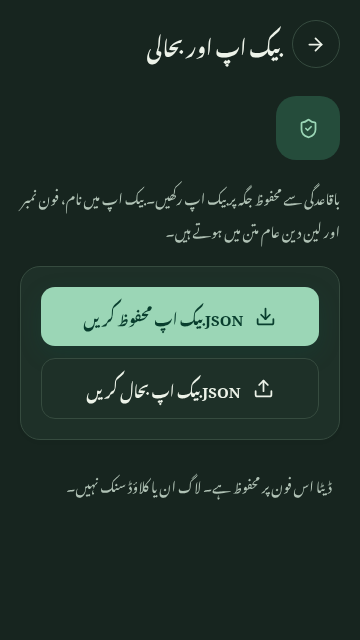 بیک اپ اور بحالی
باقاعدگی سے محفوظ جگہ پر بیک اپ رکھیں۔ بیک اپ میں نام، فون نمبر
اور لین دین عام متن میں ہوتے ہیں۔
JSON بیک اپ محفوظ کریں
JSON بیک اپ بحال کریں
ڈیٹا اس فون پر محفوظ ہے۔ لاگ ان یا کلاؤڈ سنک نہیں۔